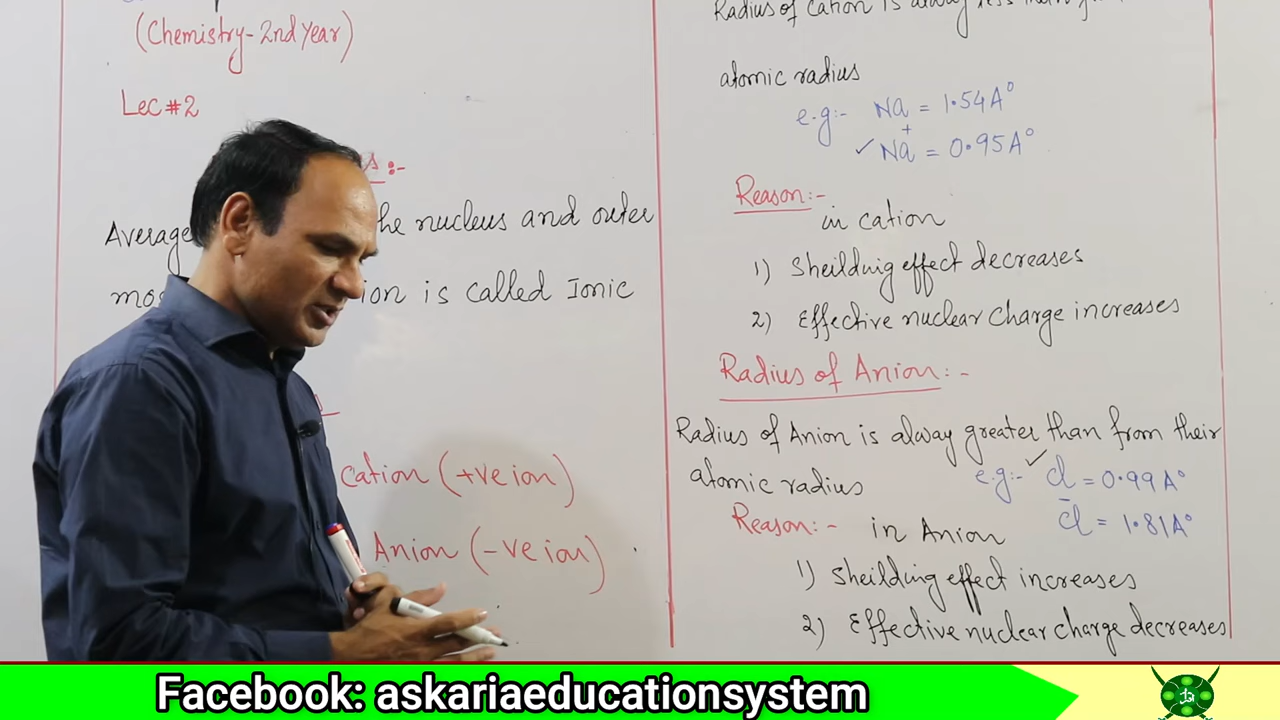 (Chemistry-2nd Year)
Lec#2
s:-
Average he nucleus and outer
mos ion is called Ionic
cation (+ve ion)
Anion (-ve ion)
Radius of Cation is always less than
atomic radius
e.g:- Na = 1.54A°
✓ Na+ = 0.95A°
Reason:-
in cation
1) Sheilding effect decreases
2) Effective nuclear charge increases
Radius of Anion:-
Radius of Anion is alway greater than from their
atomic radius e.g:- ✓ Cl = 0.99A°
Reason:- in Anion Cl- = 1.81A°
1) Sheilding effect increases
2) Effective nuclear charge decreases
Facebook: askariaeducationsystem